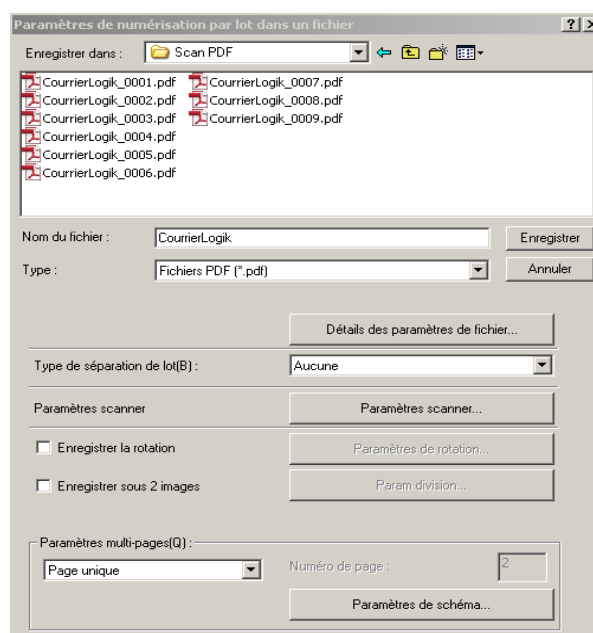 Paramètres de numérisation par lot dans un fichier
Enregistrer dans : Scan PDF
CourrierLogik_0001.pdf CourrierLogik_0007.pdf
CourrierLogik_0002.pdf CourrierLogik_0008.pdf
CourrierLogik_0003.pdf CourrierLogik_0009.pdf
CourrierLogik_0004.pdf
CourrierLogik_0005.pdf
CourrierLogik_0006.pdf
Nom du fichier : CourrierLogik Enregistrer
Type : Fichiers PDF (*.pdf) Annuler
Détails des paramètres de fichier...
Type de séparation de lot(B) : Aucune
Paramètres scanner Paramètres scanner...
Enregistrer la rotation Paramètres de rotation...
Enregistrer sous 2 images Param division...
Paramètres multi-pages(Q) :
Page unique Numéro de page : 2
Paramètres de schéma...